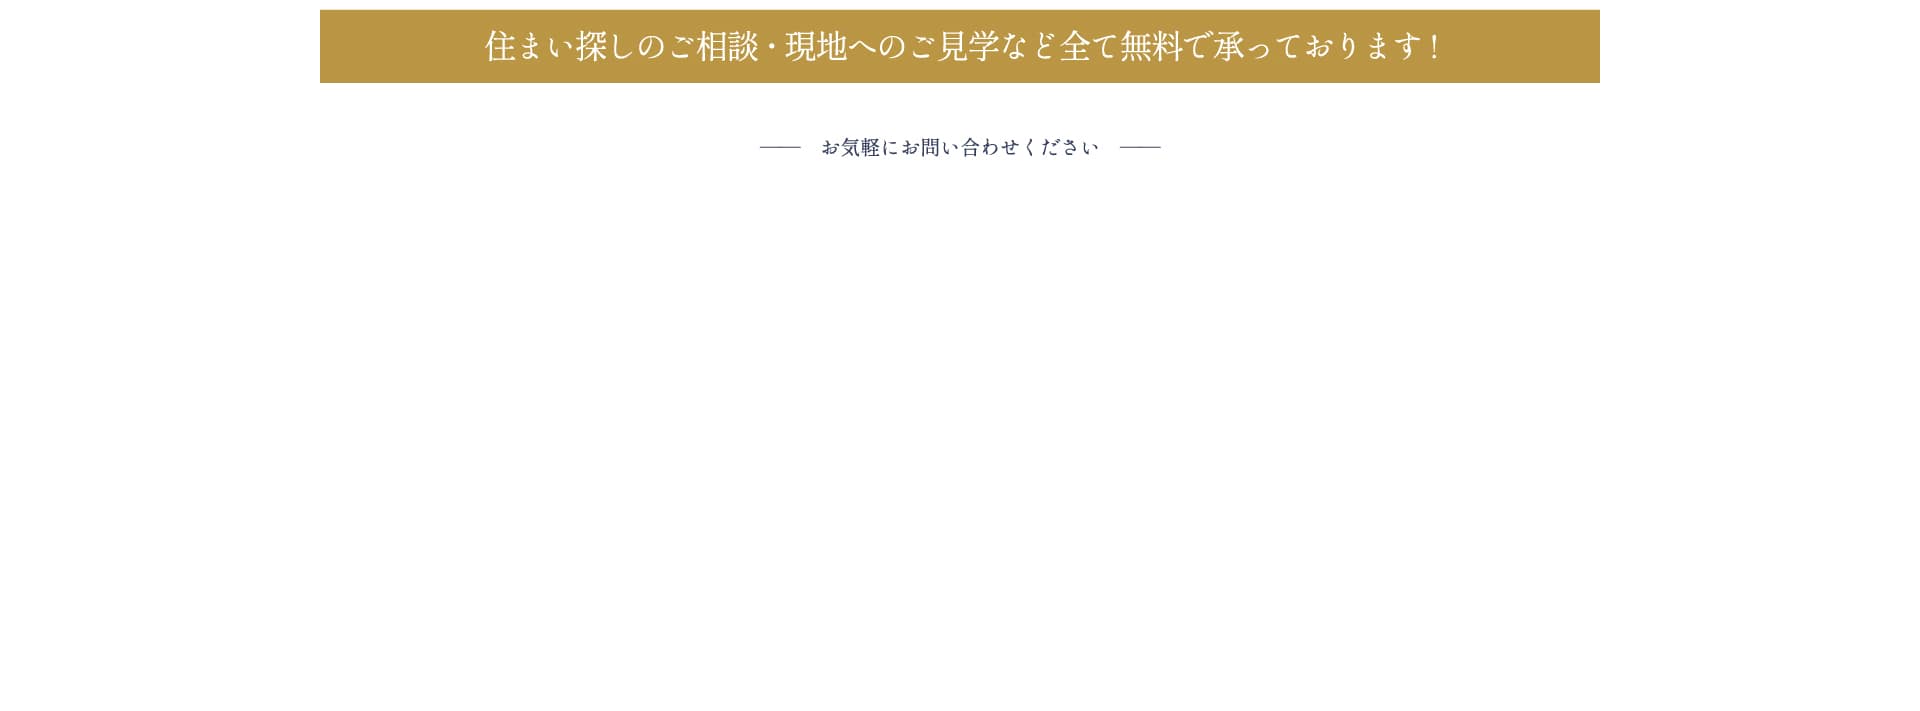 住まい探しのご相談・現地へのご見学など全て無料で承っております！
―― お気軽にお問い合わせください ――